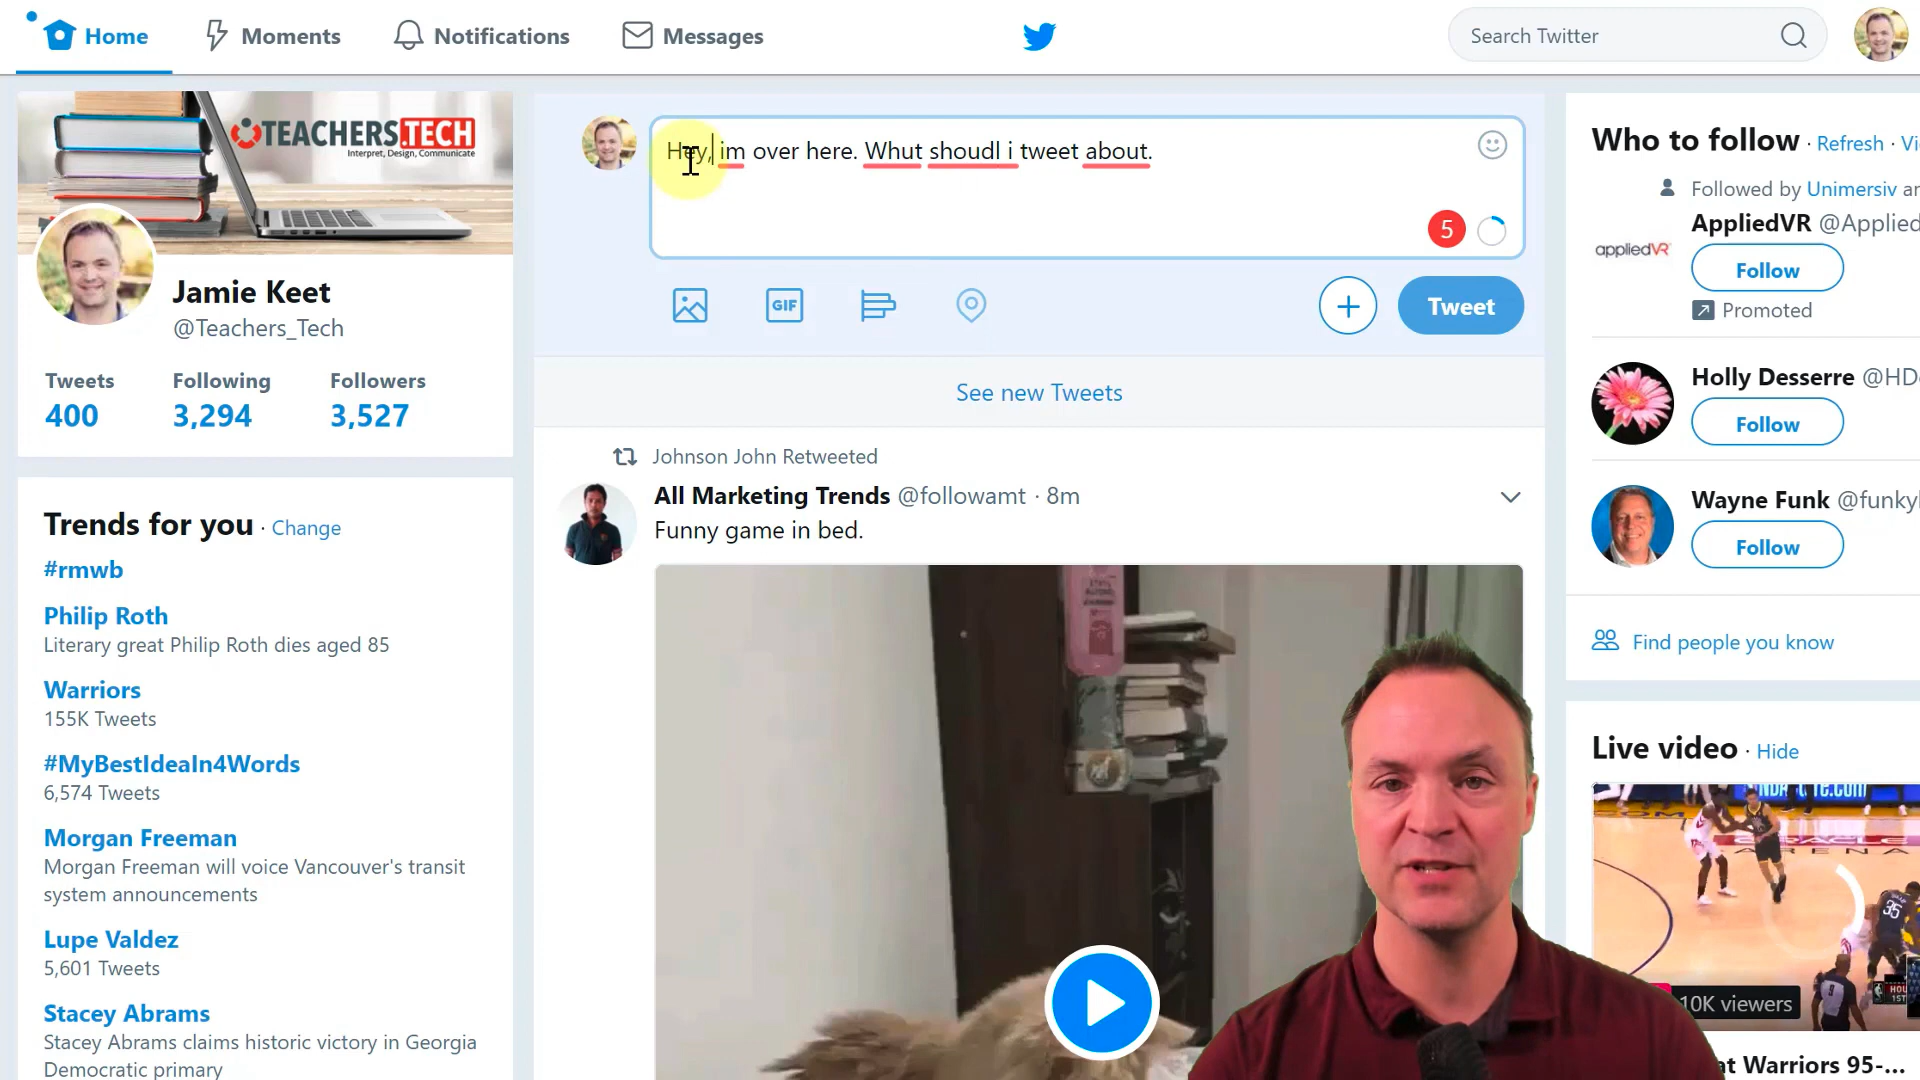 Home
Moments
Notifications
Messages
Search Twitter
TEACHERS.TECH
Interpret, Design, Communicate
Jamie Keet
@Teachers_Tech
Tweets Following Followers
400 3,294 3,527
Trends for you · Change
#rmwb
Philip Roth
Literary great Philip Roth dies aged 85
Warriors
155K Tweets
#MyBestIdeaIn4Words
6,574 Tweets
Morgan Freeman
Morgan Freeman will voice Vancouver's transit
system announcements
Lupe Valdez
5,601 Tweets
Stacey Abrams
Stacey Abrams claims historic victory in Georgia
Democratic primary
Hey, im over here. Whut shoudl i tweet about.
5
GIF
Tweet
See new Tweets
Johnson John Retweeted
All Marketing Trends @followamt · 8m
Funny game in bed.
Who to follow · Refresh ·
Followed by Unimersiv
appliedVR
AppliedVR @Applied
Follow
Promoted
Holly Desserre
Follow
Wayne Funk
Follow
Find people you know
Live video · Hide
35
10K viewers
Warriors 95-...